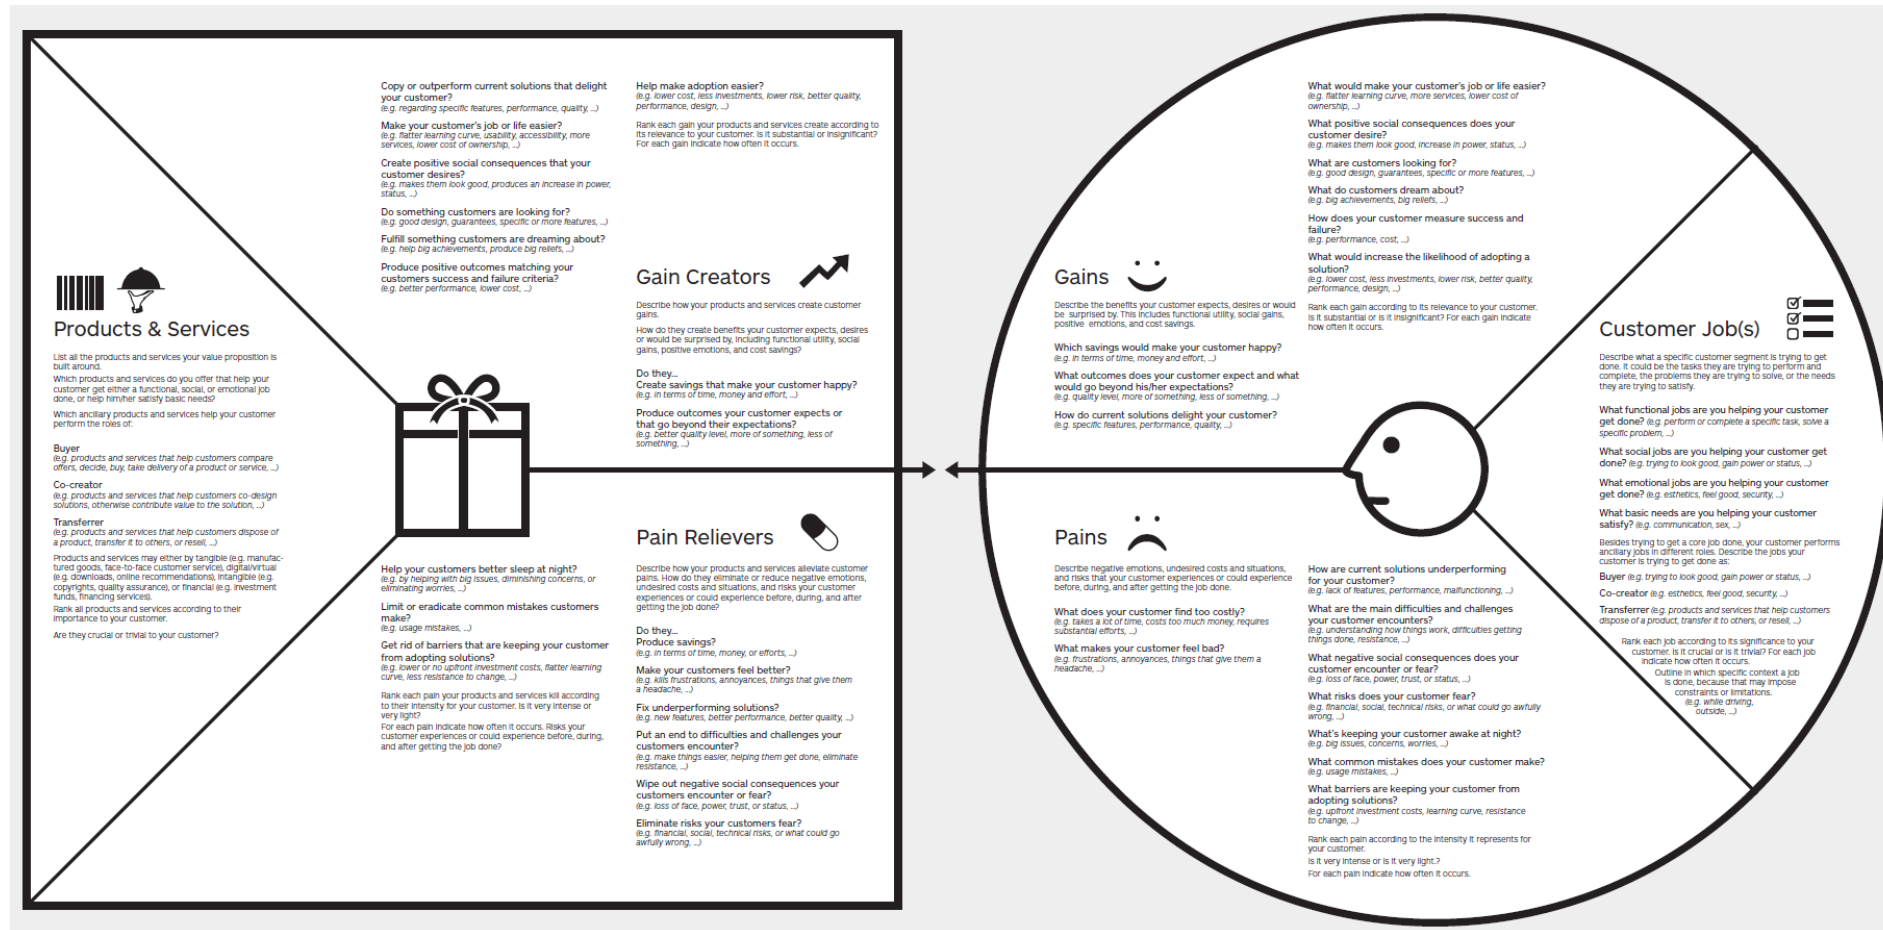 Products & Services
List all the products and services your value proposition is
built around.
Which products and services do you offer that help your
customer get either a functional, social, or emotional job
done, or help him/her satisfy basic needs?
Which ancillary products and services help your customer
perform the roles of:
Buyer
(e.g. products and services that help customers compare
offers, decide, buy, take delivery of a product or service, ...)
Co-creator
(e.g. products and services that help customers co-design
solutions, otherwise contribute value to the solution, ...)
Transferrer
(e.g. products and services that help customers dispose of
a product, transfer it to others, or resell, ...)
Products and services may either by tangible (e.g. manufac-
tured goods, face-to-face customer service), digital/virtual
(e.g. downloads, online recommendations), intangible (e.g.
copyrights, quality assurance), or financial (e.g. investment
funds, financing services).
Rank all products and services according to their
importance to your customer.
Are they crucial or trivial to your customer?
Gain Creators
Describe how your products and services create customer
gains.
How do they create benefits your customer expects, desires
or would be surprised by, including functional utility, social
gains, positive emotions, and cost savings?
Do they...
Create savings that make your customer happy?
(e.g. in terms of time, money and effort, ...)
Produce outcomes your customer expects or
that go beyond their expectations?
(e.g. better quality level, more of something, less of
something, ...)
Copy or outperform current solutions that delight
your customer?
(e.g. regarding specific features, performance, quality, ...)
Make your customer's job or life easier?
(e.g. flatter learning curve, usability, accessibility, more
services, lower cost of ownership, ...)
Create positive social consequences that your
customer desires?
(e.g. makes them look good, produces an increase in power,
status, ...)
Do something customers are looking for?
(e.g. good design, guarantees, specific or more features, ...)
Fulfill something customers are dreaming about?
(e.g. help big achievements, produce big reliefs, ...)
Produce positive outcomes matching your
customers success and failure criteria?
(e.g. better performance, lower cost, ...)
Help make adoption easier?
(e.g. lower cost, less investments, lower risk, better quality,
performance, design, ...)
Rank each gain your products and services create according to
its relevance to your customer. Is it substantial or insignificant?
For each gain indicate how often it occurs.
Pain Relievers
Describe how your products and services alleviate customer
pains. How do they eliminate or reduce negative emotions,
undesired costs and situations, and risks your customer
experiences or could experience before, during, and after
getting the job done?
Do they...
Produce savings?
(e.g. in terms of time, money, or efforts, ...)
Make your customers feel better?
(e.g. kills frustrations, annoyances, things that give them
a headache, ...)
Fix underperforming solutions?
(e.g. new features, better performance, better quality, ...)
Put an end to difficulties and challenges your
customers encounter?
(e.g. make things easier, helping them get done, eliminate
resistance, ...)
Wipe out negative social consequences your
customers encounter or fear?
(e.g. loss of face, power, trust, or status, ...)
Eliminate risks your customers fear?
(e.g. financial, social, technical risks, or what could go
awfully wrong, ...)
Help your customers better sleep at night?
(e.g. by helping with big issues, diminishing concerns, or
eliminating worries, ...)
Limit or eradicate common mistakes customers
make?
(e.g. usage mistakes, ...)
Get rid of barriers that are keeping your customer
from adopting solutions?
(e.g. lower or no upfront investment costs, flatter learning
curve, less resistance to change, ...)
Rank each pain your products and services kill according
to their intensity for your customer. Is it very intense or
very light?
For each pain indicate how often it occurs. Risks your
customer experiences or could experience before, during,
and after getting the job done?
Gains
Describe the benefits your customer expects, desires or would
be surprised by. This includes functional utility, social gains,
positive emotions, and cost savings.
Which savings would make your customer happy?
(e.g. in terms of time, money and effort, ...)
What outcomes does your customer expect and what
would go beyond his/her expectations?
(e.g. quality level, more of something, less of something, ...)
How do current solutions delight your customer?
(e.g. specific features, performance, quality, ...)
What would make your customer's job or life easier?
(e.g. flatter learning curve, more services, lower cost of
ownership, ...)
What positive social consequences does your
customer desire?
(e.g. makes them look good, increase in power, status, ...)
What are customers looking for?
(e.g. good design, guarantees, specific or more features, ...)
What do customers dream about?
(e.g. big achievements, big reliefs, ...)
How does your customer measure success and
failure?
(e.g. performance, cost, ...)
What would increase the likelihood of adopting a
solution?
(e.g. lower cost, less investments, lower risk, better quality,
performance, design, ...)
Rank each gain according to its relevance to your customer.
Is it substantial or is it insignificant? For each gain indicate
how often it occurs.
Pains
Describe negative emotions, undesired costs and situations,
and risks that your customer experiences or could experience
before, during, and after getting the job done.
What does your customer find too costly?
(e.g. takes a lot of time, costs too much money, requires
substantial efforts, ...)
What makes your customer feel bad?
(e.g. frustrations, annoyances, things that give them a
headache, ...)
How are current solutions underperforming
for your customer?
(e.g. lack of features, performance, malfunctioning, ...)
What are the main difficulties and challenges
your customer encounters?
(e.g. understanding how things work, difficulties getting
things done, resistance, ...)
What negative social consequences does your
customer encounter or fear?
(e.g. loss of face, power, trust, or status, ...)
What risks does your customer fear?
(e.g. financial, social, technical risks, or what could go awfully
wrong, ...)
What's keeping your customer awake at night?
(e.g. big issues, concerns, worries, ...)
What common mistakes does your customer make?
(e.g. usage mistakes, ...)
What barriers are keeping your customer from
adopting solutions?
(e.g. upfront investment costs, learning curve, resistance
to change, ...)
Rank each pain according to the intensity it represents for
your customer.
Is it very intense or is it very light.?
For each pain indicate how often it occurs.
Customer Job(s)
Describe what a specific customer segment is trying to get
done. It could be the tasks they are trying to perform and
complete, the problems they are trying to solve, or the needs
they are trying to satisfy.
What functional jobs are you helping your customer
get done? (e.g. perform or complete a specific task, solve a
specific problem, ...)
What social jobs are you helping your customer get
done? (e.g. trying to look good, gain power or status, ...)
What emotional jobs are you helping your customer
get done? (e.g. esthetics, feel good, security, ...)
What basic needs are you helping your customer
satisfy? (e.g. communication, sex, ...)
Besides trying to get a core job done, your customer performs
ancillary jobs in different roles. Describe the jobs your
customer is trying to get done as:
Buyer (e.g. trying to look good, gain power or status, ...)
Co-creator (e.g. esthetics, feel good, security, ...)
Transferrer (e.g. products and services that help customers
dispose of a product, transfer it to others, or resell, ...)
Rank each job according to its significance to your
customer. Is it crucial or is it trivial? For each job
indicate how often it occurs.
Outline in which specific context a job
is done, because that may impose
constraints or limitations.
(e.g. while driving,
outside, ...)